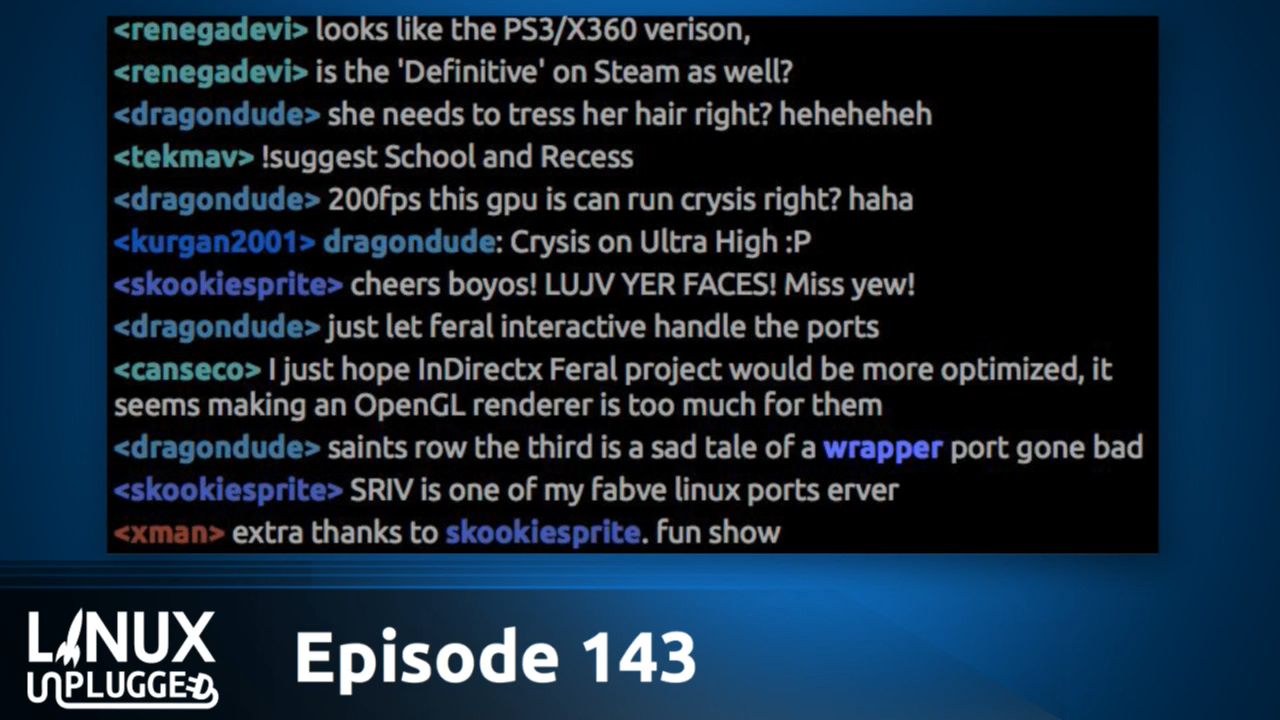 <renegadevi> looks like the PS3/X360 verison,
<renegadevi> is the 'Definitive' on Steam as well?
<dragondude> she needs to tress her hair right? heheheheh
<tekmav> !suggest School and Recess
<dragondude> 200fps this gpu is can run crysis right? haha
<kurgan2001> dragondude: Crysis on Ultra High :P
<skookiesprite> cheers boyos! LUJV YER FACES! Miss yew!
<dragondude> just let feral interactive handle the ports
<canseco> I just hope InDirectx Feral project would be more optimized, it
seems making an OpenGL renderer is too much for them
<dragondude> saints row the third is a sad tale of a wrapper port gone bad
<skookiesprite> SRIV is one of my fabve linux ports erver
<xman> extra thanks to skookiesprite. fun show
LINUX
UNPLUGGED
Episode 143